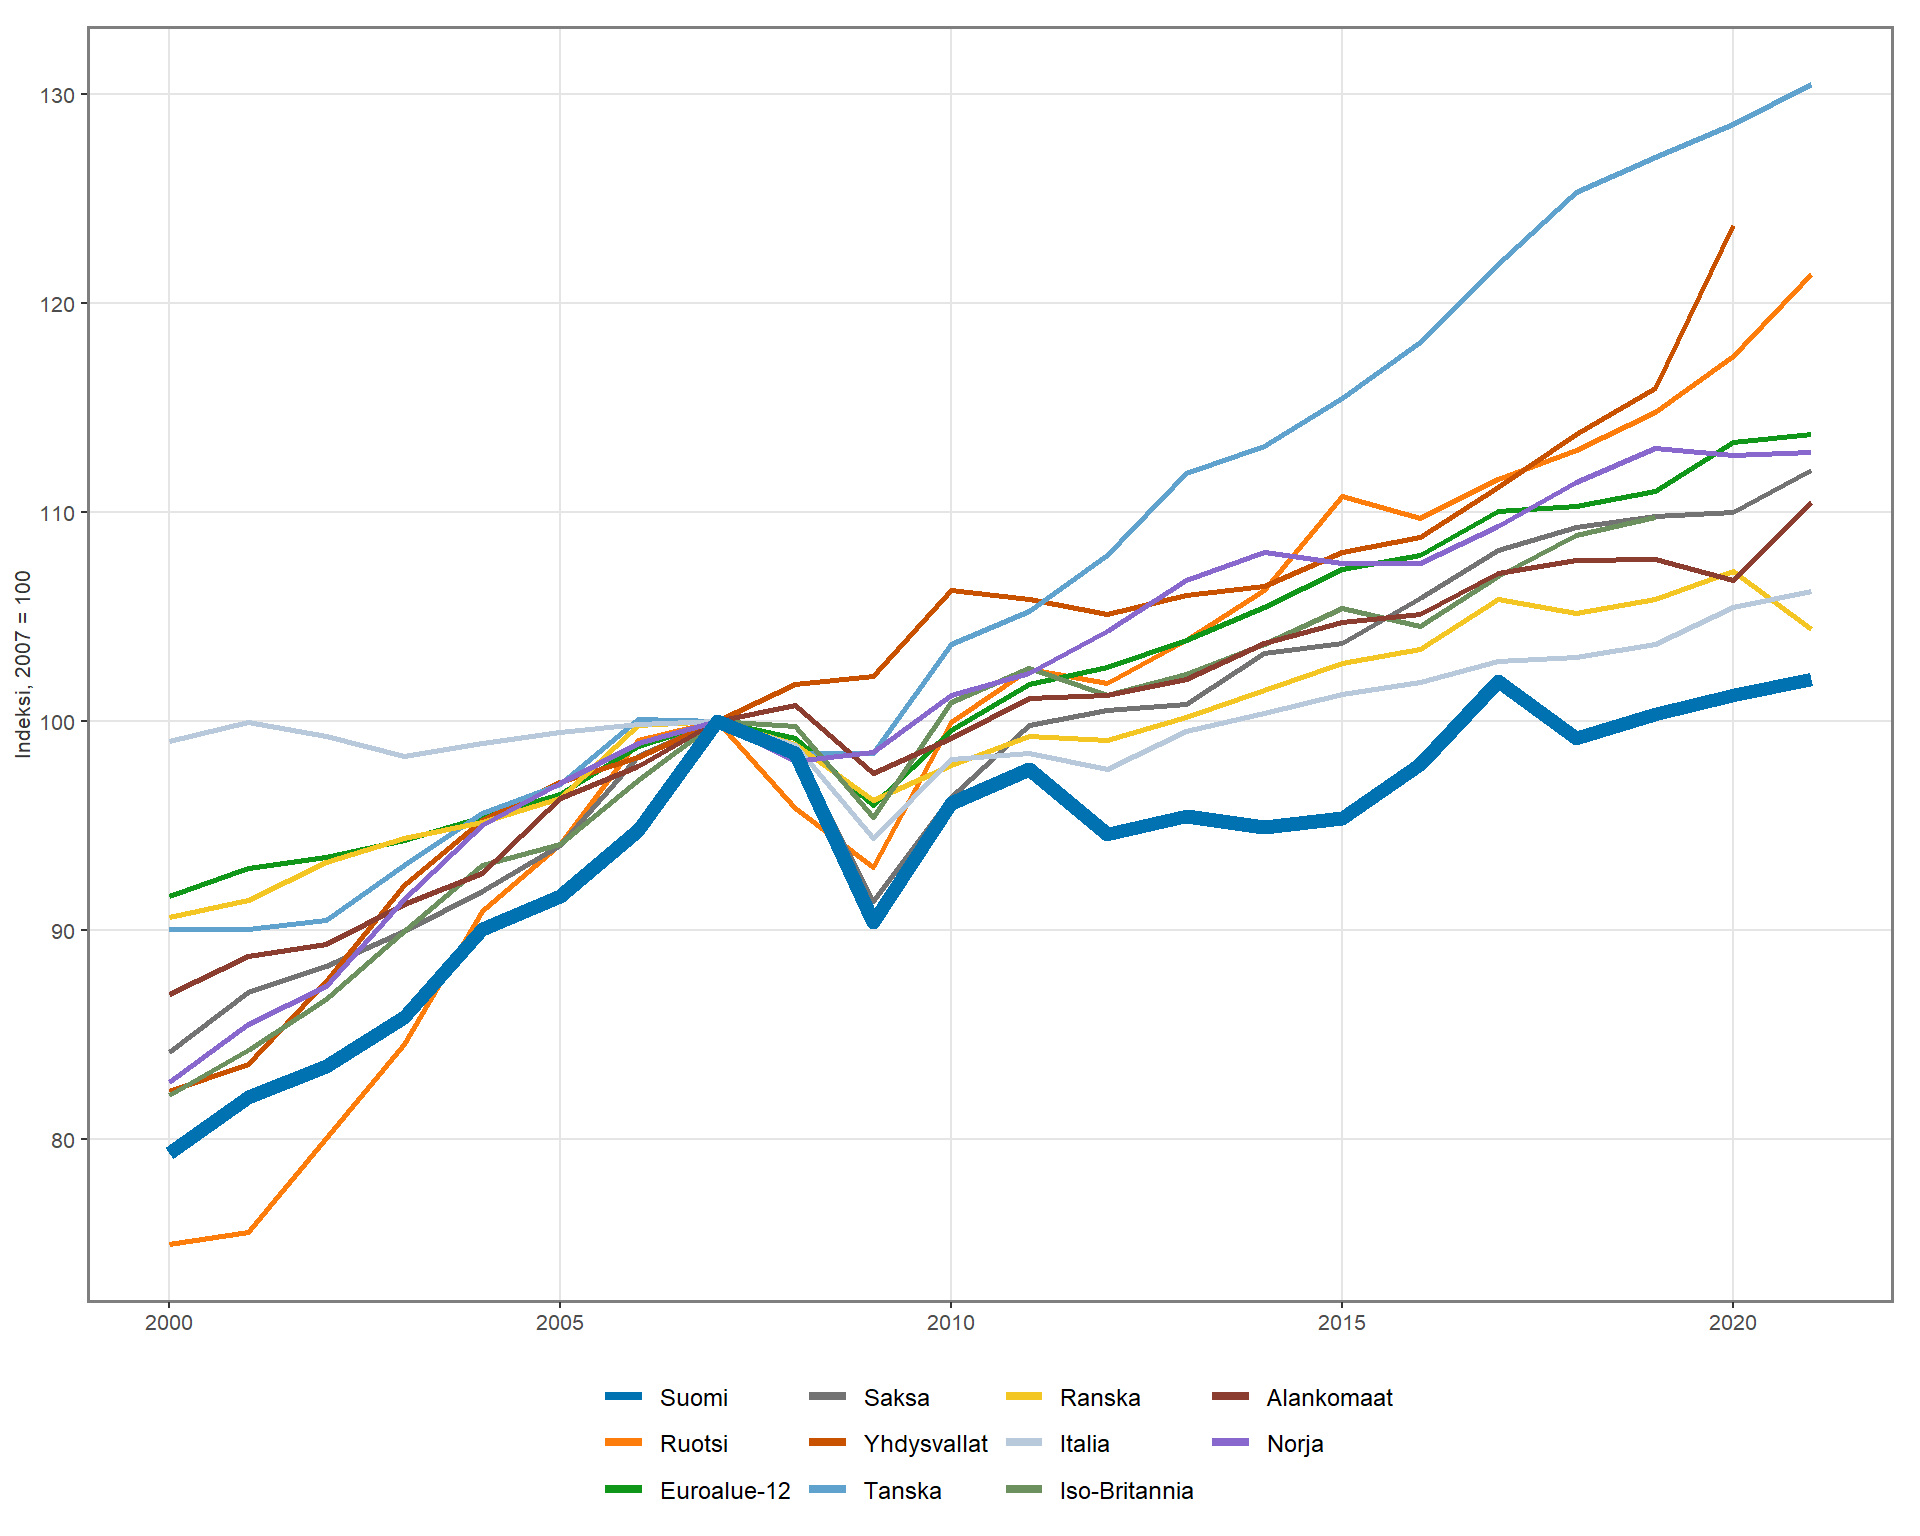 Indeksi, 2007 = 100
130
120
110
100
90
80
2000 2005 2010 2015 2020
Suomi Saksa Ranska Alankomaat
Ruotsi Yhdysvallat Italia Norja
Euroalue-12 Tanska Iso-Britannia